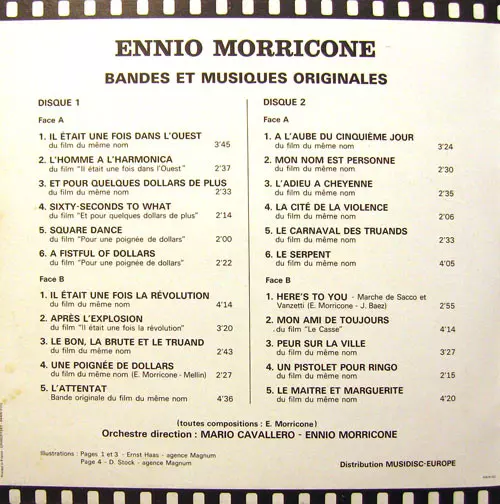 ENNIO MORRICONE
BANDES ET MUSIQUES ORIGINALES
DISQUE 1
Face A
1. IL ÉTAIT UNE FOIS DANS L'OUEST
du film du même nom 3'45
2. L'HOMME A L'HARMONICA
du film "Il était une fois dans l'Ouest" 2'37
3. ET POUR QUELQUES DOLLARS DE PLUS
du film du même nom 2'33
4. SIXTY-SECONDS TO WHAT
du film "Et pour quelques dollars de plus" 2'14
5. SQUARE DANCE
du film "Pour une poignée de dollars" 2'00
6. A FISTFUL OF DOLLARS
du film "Pour une poignée de dollars" 2'22
Face B
1. IL ÉTAIT UNE FOIS LA RÉVOLUTION
du film du même nom 4'14
2. APRÈS L'EXPLOSION
du film "Il était une fois la révolution" 3'20
3. LE BON, LA BRUTE ET LE TRUAND
du film du même nom 2'43
4. UNE POIGNÉE DE DOLLARS
du film du même nom (E. Morricone - Mellin) 2'27
5. L'ATTENTAT
Bande originale du film du même nom 4'36
DISQUE 2
Face A
1. A L'AUBE DU CINQUIÈME JOUR
du film du même nom 3'24
2. MON NOM EST PERSONNE
du film du même nom 2'30
3. L'ADIEU A CHEYENNE
du film du même nom 2'35
4. LA CITÉ DE LA VIOLENCE
du film du même nom 2'06
5. LE CARNAVAL DES TRUANDS
du film du même nom 2'33
6. LE SERPENT
du film du même nom 4'05
Face B
1. HERE'S TO YOU - Marche de Sacco et
Vanzetti (E. Morricone - J. Baez) 2'55
2. MON AMI DE TOUJOURS
du film "Le Casse" 4'14
3. PEUR SUR LA VILLE
du film du même nom 3'27
4. UN PISTOLET POUR RINGO
du film du même nom 2'15
5. LE MAITRE ET MARGUERITE
du film du même nom 4'20
(toutes compositions : E. Morricone)
Orchestre direction : MARIO CAVALLERO - ENNIO MORRICONE
Illustrations : Pages 1 et 3 - Ernst Haas - agence Magnum
Page 4 - D. Stock - agence Magnum
Distribution MUSIDISC-EUROPE